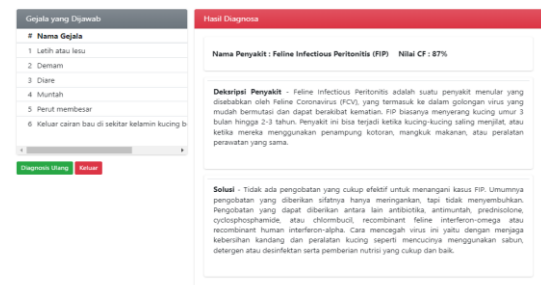 Gejala yang Dijawab
# Nama Gejala
1 Letih atau lesu
2 Demam
3 Diare
4 Muntah
5 Perut membesar
6 Keluar cairan bau di sekitar kelamin kucing b
Diagnosis Ulang Keluar
Hasil Diagnosa
Nama Penyakit : Feline Infectious Peritonitis (FIP) Nilai CF : 87%
Deksripsi Penyakit - Feline Infectious Peritonitis adalah suatu penyakit menular yang
disebabkan oleh Feline Coronavirus (FCV), yang termasuk ke dalam golongan virus yang
mudah bermutasi dan dapat berakibat kematian. FIP biasanya menyerang kucing umur 3
bulan hingga 2-3 tahun. Penyakit ini bisa terjadi ketika kucing-kucing saling menjilat, atau
ketika mereka menggunakan penampung kotoran, mangkuk makanan, atau peralatan
perawatan yang sama.
Solusi - Tidak ada pengobatan yang cukup efektif untuk menangani kasus FIP. Umumnya
pengobatan yang diberikan sifatnya hanya meringankan, tapi tidak menyembuhkan.
Pengobatan yang dapat diberikan antara lain antibiotika, antimuntah, prednisolone,
cyclosphosphamide, atau chlormbucil, recombinant feline interferon-omega atau
recombinant human interferon-alpha. Cara mencegah virus ini yaitu dengan menjaga
kebersihan kandang dan peralatan kucing seperti mencucinya menggunakan sabun,
detergen atau desinfektan serta pemberian nutrisi yang cukup dan baik.